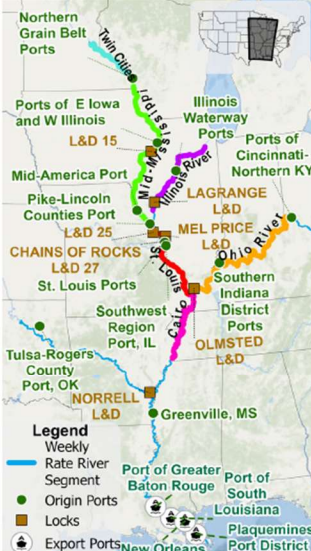 Northern
Grain Belt
Ports
Twin Cities
Ports of E Iowa
and W Illinois
Illinois
Waterway
Ports
L&D 15
Mid-Mississippi
Illinois River
Ports of
Cincinnati-
Northern KY
Mid-America Port
LAGRANGE
L&D
Pike-Lincoln
Counties Port
MEL PRICE
L&D
Ohio River
L&D 25
CHAINS OF ROCKS
L&D 27
St. Louis
St. Louis Ports
Southern
Indiana
District
Ports
Southwest
Region
Port, IL
Cairo
OLMSTED
L&D
Tulsa-Rogers
County
Port, OK
NORRELL
L&D
Greenville, MS
Legend
Weekly
Rate River
Segment
Origin Ports
Locks
Export Ports
Port of Greater
Baton Rouge
Port of
South
Louisiana
New Orleans
Plaquemines
Port District